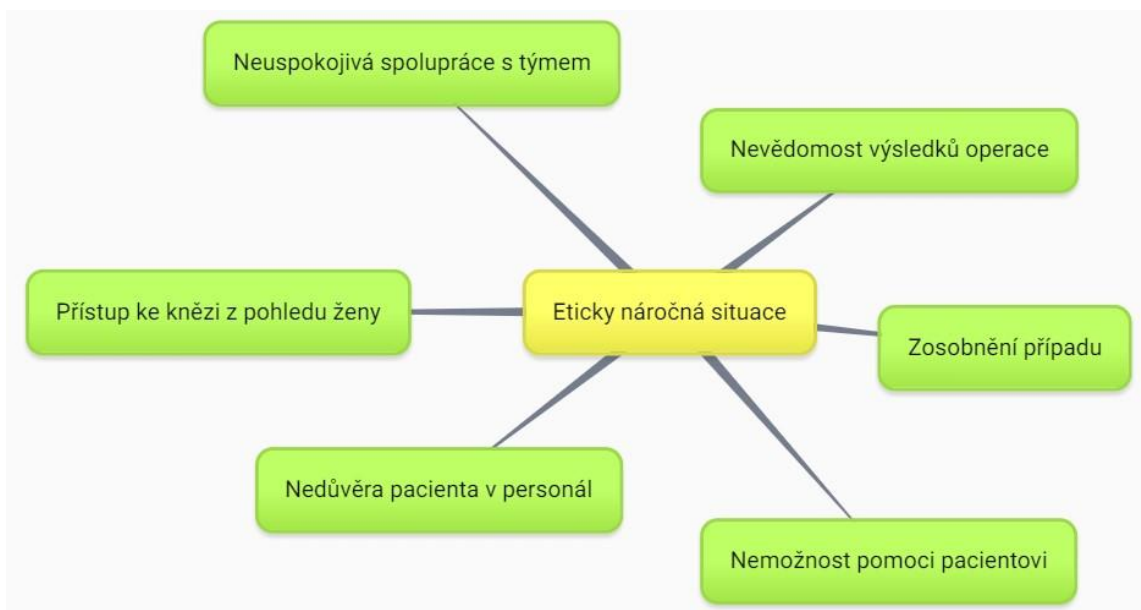 Neuspokojivá spolupráce s týmem
Nevědomost výsledků operace
Přístup ke knězi z pohledu ženy
Eticky náročná situace
Zosobnění případu
Nedůvěra pacienta v personál
Nemožnost pomoci pacientovi